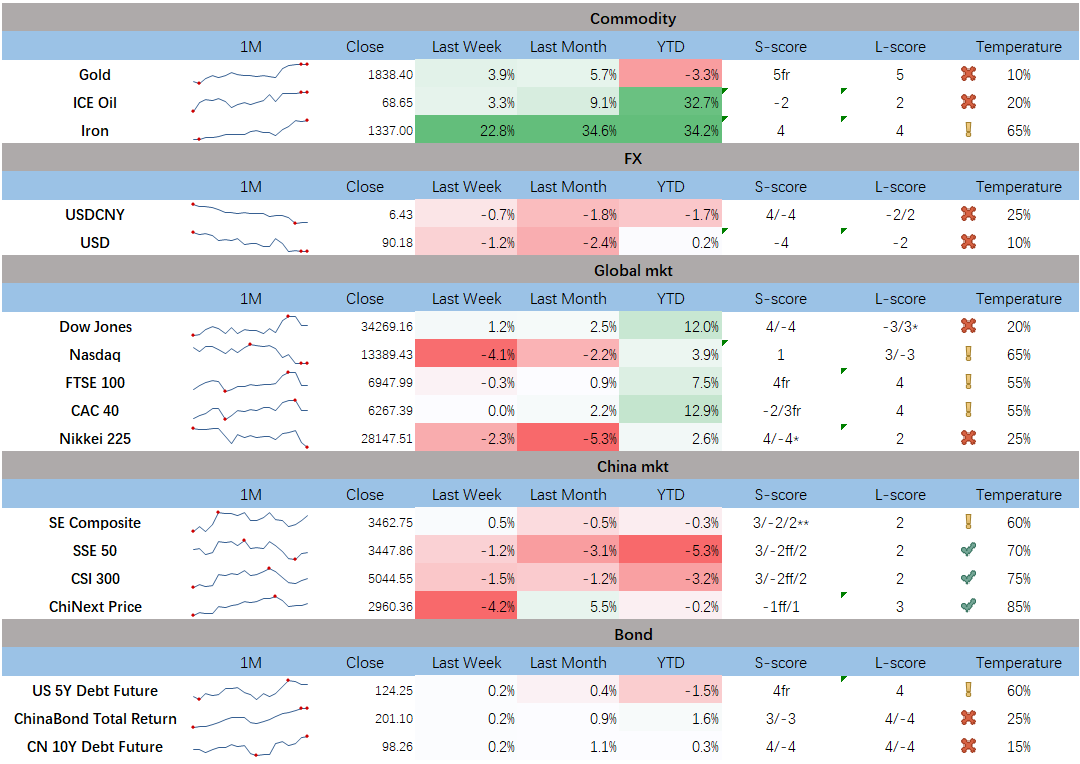 Commodity
1M Close Last Week Last Month YTD S-score L-score Temperature
Gold 1838.40 3.9% 5.7% -3.3% 5fr 5 10%
ICE Oil 68.65 3.3% 9.1% 32.7% -2 2 20%
Iron 1337.00 22.8% 34.6% 34.2% 4 4 65%
FX
1M Close Last Week Last Month YTD S-score L-score Temperature
USDCNY 6.43 -0.7% -1.8% -1.7% 4/-4 -2/2 25%
USD 90.18 -1.2% -2.4% 0.2% -4 -2 10%
Global mkt
1M Close Last Week Last Month YTD S-score L-score Temperature
Dow Jones 34269.16 1.2% 2.5% 12.0% 4/-4 -3/3* 20%
Nasdaq 13389.43 -4.1% -2.2% 3.9% 1 3/-3 65%
FTSE 100 6947.99 -0.3% 0.9% 7.5% 4fr 4 55%
CAC 40 6267.39 0.0% 2.2% 12.9% -2/3fr 4 55%
Nikkei 225 28147.51 -2.3% -5.3% 2.6% 4/-4* 2 25%
China mkt
1M Close Last Week Last Month YTD S-score L-score Temperature
SE Composite 3462.75 0.5% -0.5% -0.3% 3/-2/2** 2 60%
SSE 50 3447.86 -1.2% -3.1% -5.3% 3/-2ff/2 2 70%
CSI 300 5044.55 -1.5% -1.2% -3.2% 3/-2ff/2 2 75%
ChiNext Price 2960.36 -4.2% 5.5% -0.2% -1ff/1 3 85%
Bond
1M Close Last Week Last Month YTD S-score L-score Temperature
US 5Y Debt Future 124.25 0.2% 0.4% -1.5% 4fr 4 60%
ChinaBond Total Return 201.10 0.2% 0.9% 1.6% 3/-3 4/-4 25%
CN 10Y Debt Future 98.26 0.2% 1.1% 0.3% 4/-4 4/-4 15%